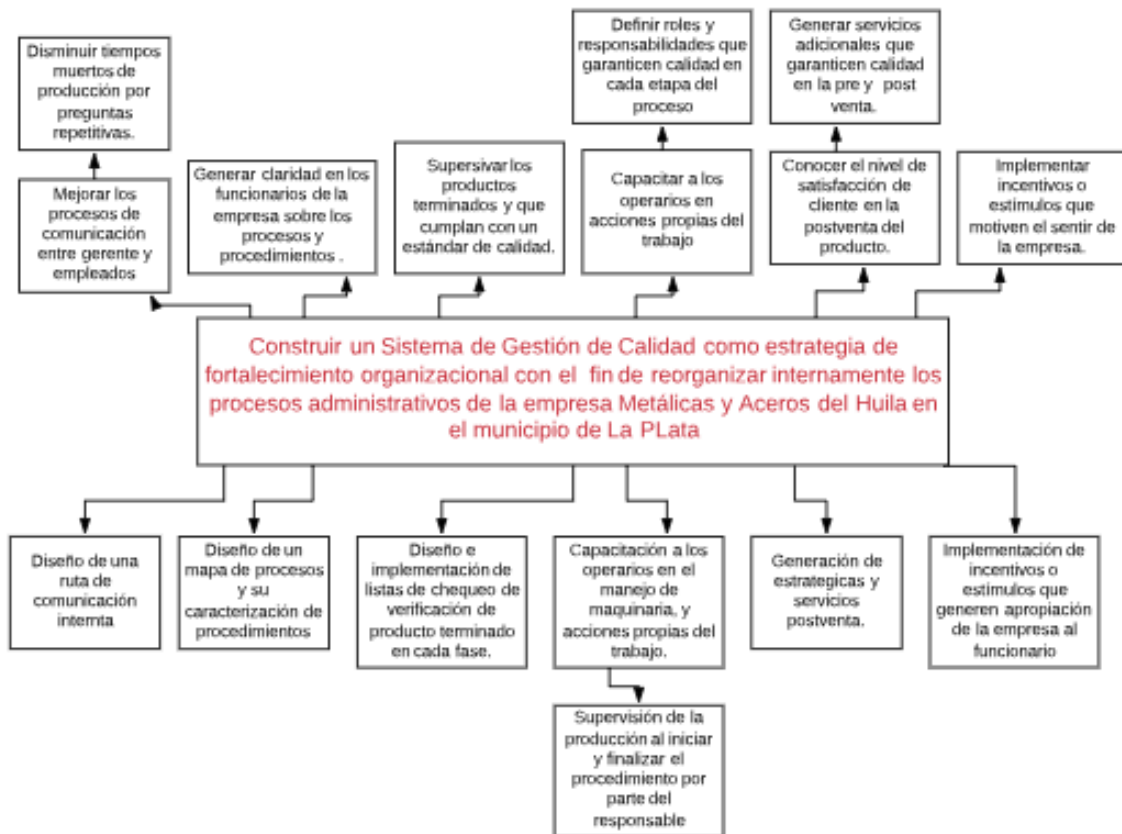 Disminuir tiempos
muertos de
producción por
preguntas
repetitivas.
Definir roles y
responsabilidades que
garanticen calidad en
cada etapa del
proceso
Generar servicios
adicionales que
garanticen calidad
en la pre y post
venta.
Mejorar los
procesos de
comunicación
entre gerente y
empleados
Generar claridad en los
funcionarios de la
empresa sobre los
procesos y
procedimientos .
Supersivar los
productos
terminados y que
cumplan con un
estándar de calidad.
Capacitar a los
operarios en
acciones propias del
trabajo
Conocer el nivel de
satisfacción de
cliente en la
postventa del
producto.
Implementar
incentivos o
estímulos que
motiven el sentir de
la empresa.
Construir un Sistema de Gestión de Calidad como estrategia de
fortalecimiento organizacional con el fin de reorganizar internamente los
procesos administrativos de la empresa Metálicas y Aceros del Huila en
el municipio de La PLata
Diseño de una
ruta de
comunicación
internta
Diseño de un
mapa de procesos
y su
caracterización de
procedimientos
Diseño e
implementación de
listas de chequeo de
verificación de
producto terminado
en cada fase.
Capacitación a los
operarios en el
manejo de
maquinaria, y
acciones propias del
trabajo.
Generación de
estrategicas y
servicios
postventa.
Implementación de
incentivos o
estímulos que
generen apropiación
de la empresa al
funcionario
Supervisión de la
producción al iniciar
y finalizar el
procedimiento por
parte del
responsable